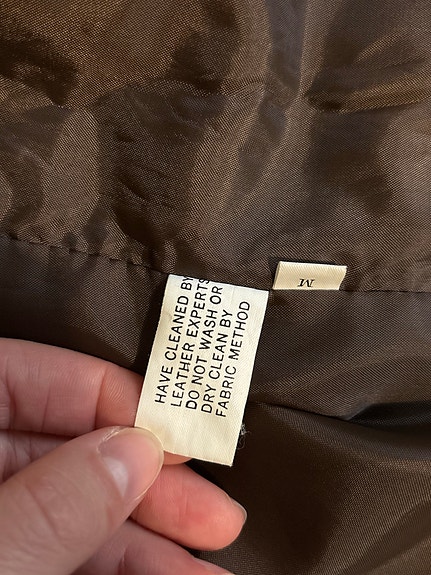 HAVE CLEANED BY
LEATHER EXPERTS
DO NOT WASH OR
DRY CLEAN BY
FABRIC METHOD
M